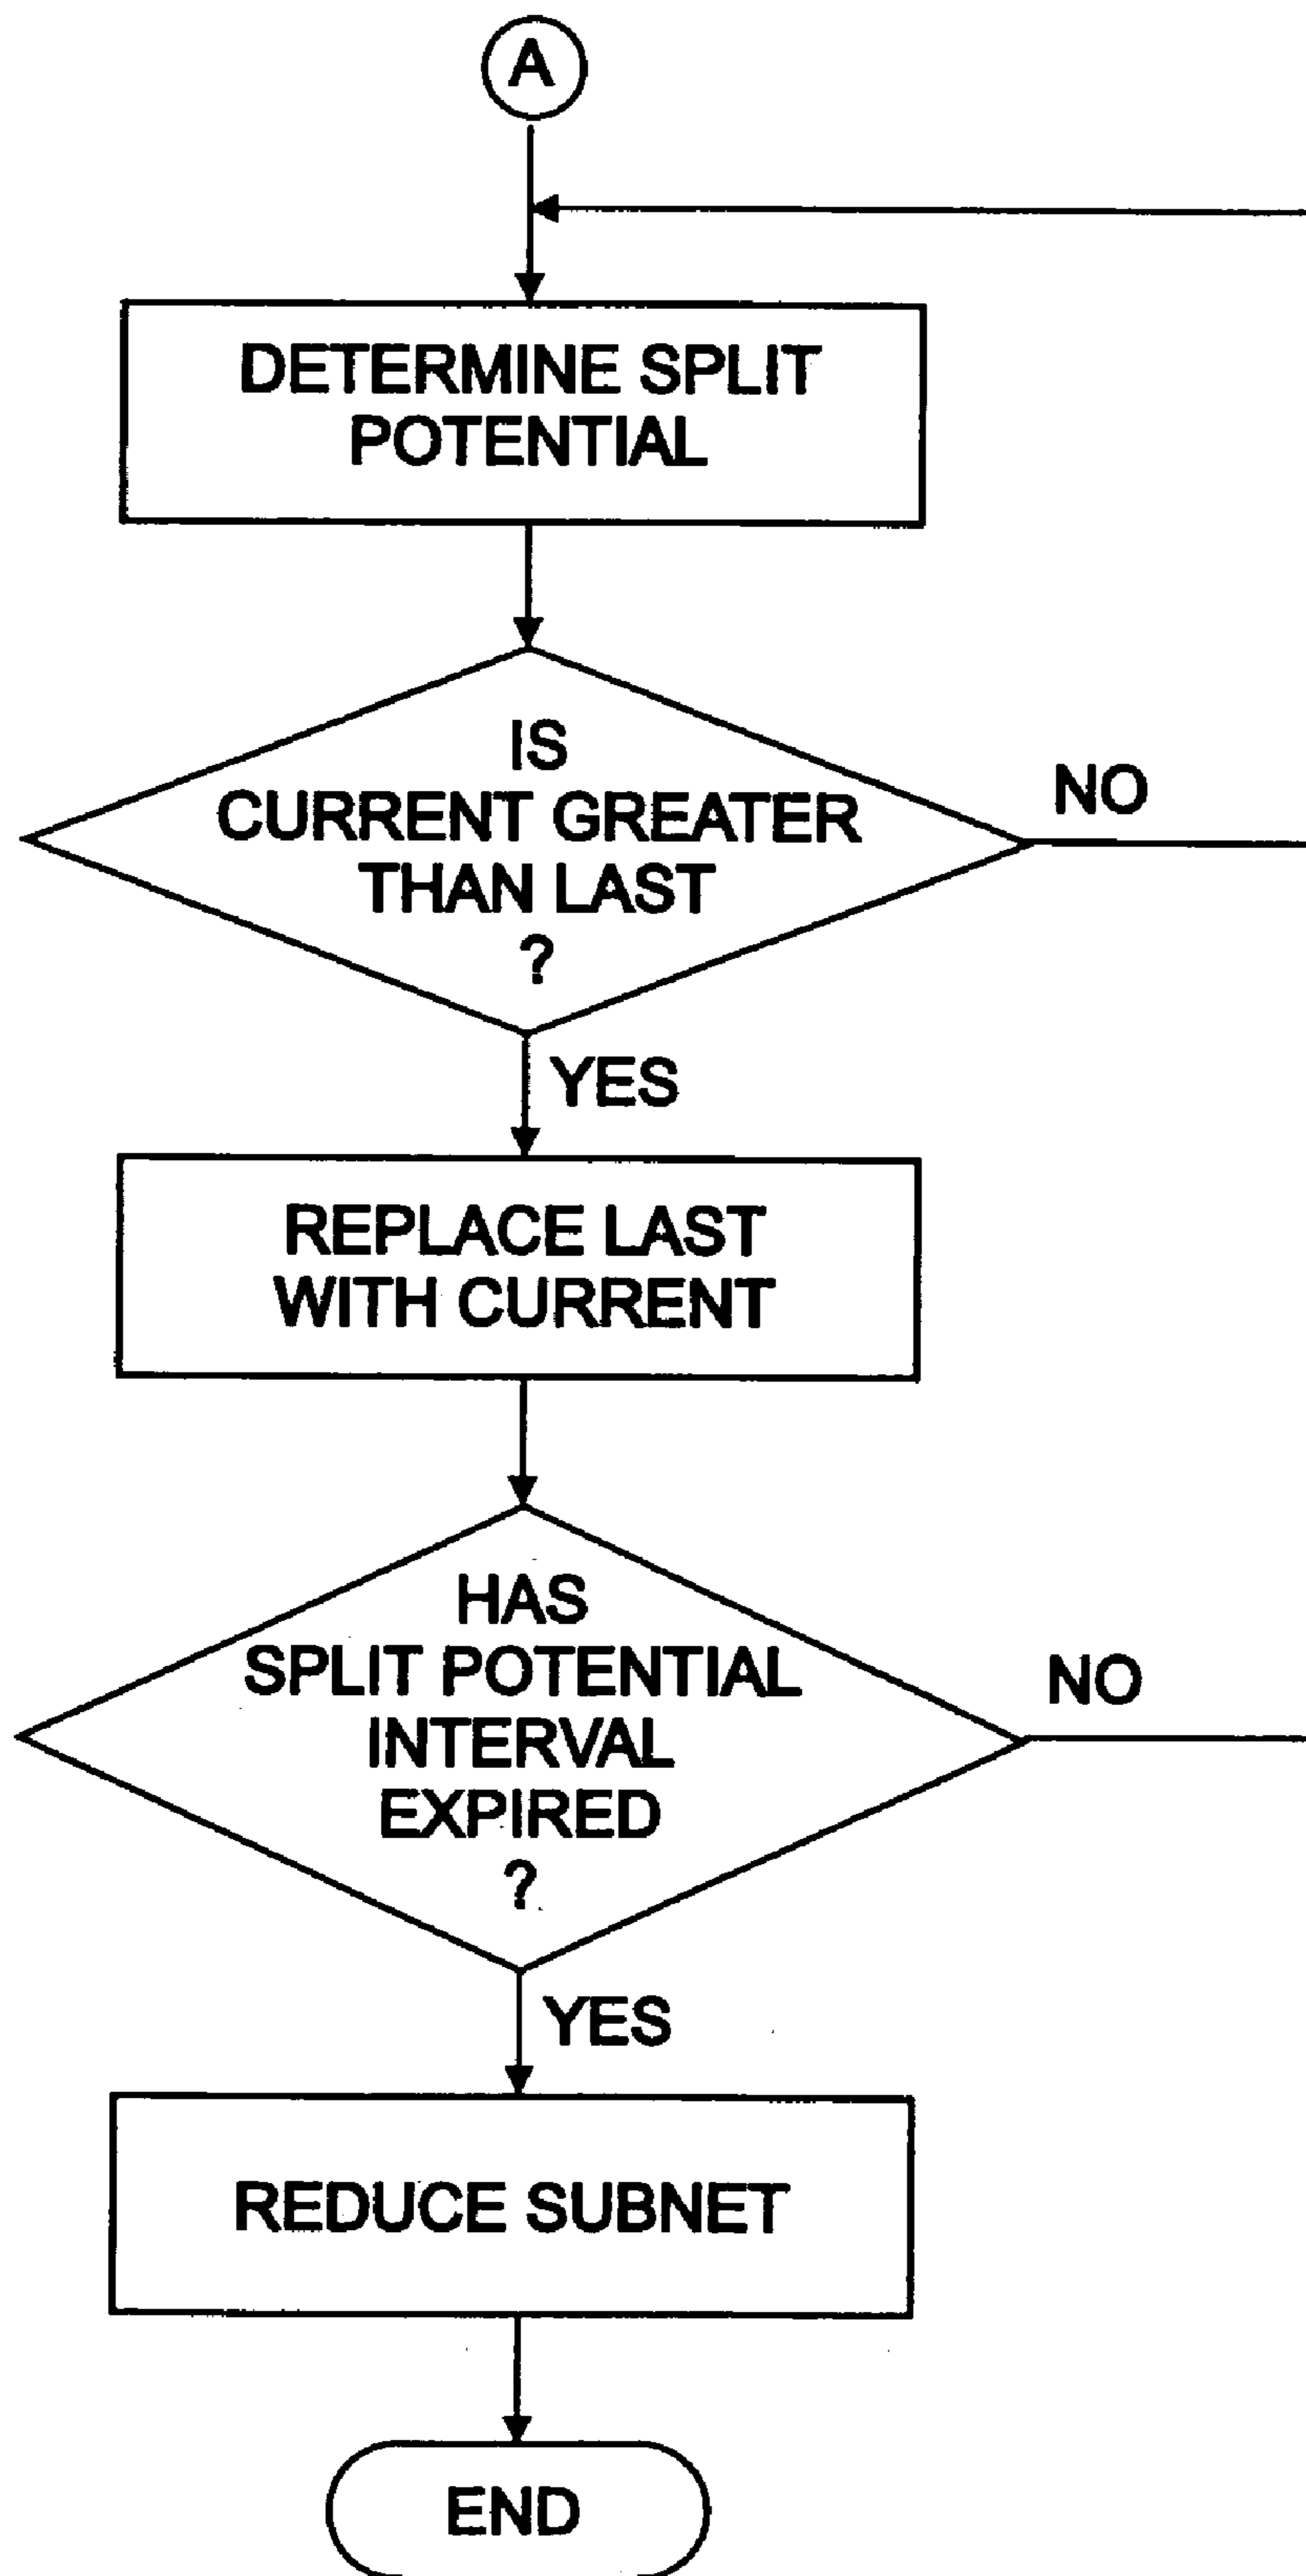 A
DETERMINE SPLIT
POTENTIAL
IS
CURRENT GREATER
THAN LAST
?
NO
YES
REPLACE LAST
WITH CURRENT
HAS
SPLIT POTENTIAL
INTERVAL
EXPIRED
?
NO
YES
REDUCE SUBNET
END